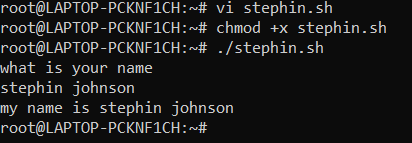 root@LAPTOP-PCKNF1CH:~# vi stephin.sh
root@LAPTOP-PCKNF1CH:~# chmod +x stephin.sh
root@LAPTOP-PCKNF1CH:~# ./stephin.sh
what is your name
stephin johnson
my name is stephin johnson
root@LAPTOP-PCKNF1CH:~#